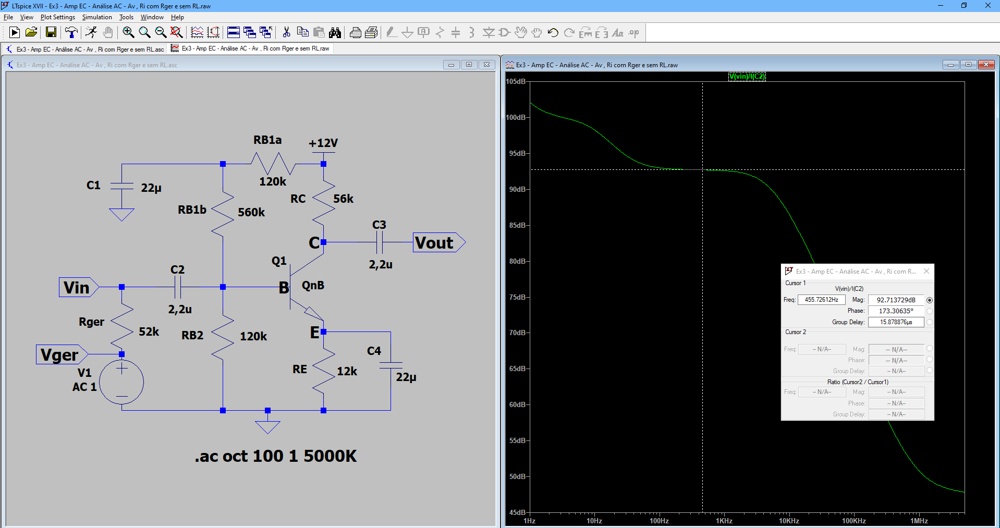 LTspice XVII - Ex3 - Amp EC - Análise AC - Av , Ri com Rger e sem RL.raw
File View Plot Settings Simulation Tools Window Help
Ex3 - Amp EC - Análise AC - Av , Ri com Rger e sem RL.asc
Ex3 - Amp EC - Análise AC - Av , Ri com Rger e sem RL.raw
Ex3 - Amp EC - Análise AC - Av , Ri com Rger e sem RL.asc
RB1a
+12V
120k
C1
22µ
RB1b
560k
RC
56k
C
C3
Vout
2,2u
Q1
C2
Vin
B
QnB
2,2u
Rger
52k
RB2
120k
E
C4
Vger
V1
AC 1
RE
12k
22µ
.ac oct 100 1 5000K
Ex3 - Amp EC - Análise AC - Av , Ri com Rger e sem RL.raw
V(vin)/I(C2)
105dB
100dB
95dB
90dB
85dB
80dB
75dB
70dB
65dB
60dB
55dB
50dB
45dB
1Hz 10Hz 100Hz 1KHz 10KHz 100KHz 1MHz
Ex3 - Amp EC - Análise AC - Av , Ri com R...
Cursor 1
V(vin)/I(C2)
Freq: 455.72612Hz Mag: 92.713729dB
Phase: 173.30635°
Group Delay: 15.878876µs
Cursor 2
Freq: -- N/A-- Mag: -- N/A--
Phase: -- N/A--
Group Delay: -- N/A--
Ratio (Cursor2 / Cursor1)
Freq: -- N/A-- Mag: -- N/A--
Phase: -- N/A--
Group Delay: -- N/A--